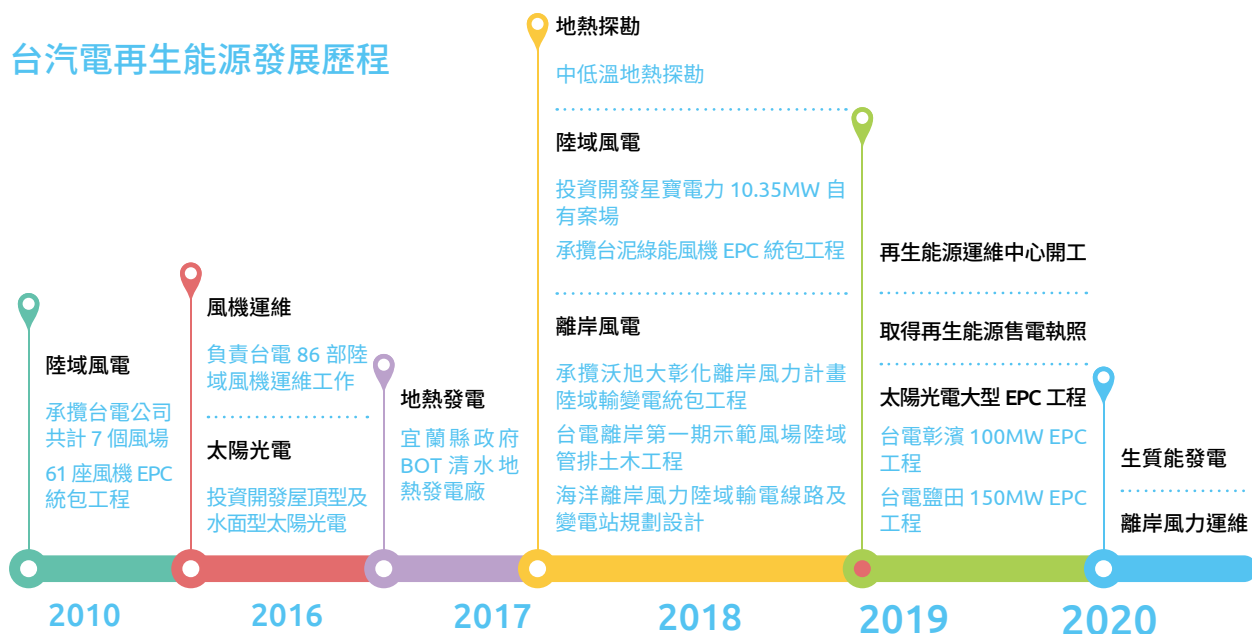 台汽電再生能源發展歷程
陸域風電
承攬台電公司
共計 7 個風場
61 座風機 EPC
統包工程
風機運維
負責台電 86 部陸
域風機運維工作
太陽光電
投資開發屋頂型及
水面型太陽光電
地熱發電
宜蘭縣政府
BOT 清水地
熱發電廠
地熱探勘
中低溫地熱探勘
陸域風電
投資開發星寶電力 10.35MW 自
有案場
承攬台泥綠能風機 EPC 統包工程
離岸風電
承攬沃旭大彰化離岸風力計畫
陸域輸變電統包工程
台電離岸第一期示範風場陸域
管排土木工程
海洋離岸風力陸域輸電線路及
變電站規劃設計
再生能源運維中心開工
取得再生能源售電執照
太陽光電大型 EPC 工程
台電彰濱 100MW EPC
工程
台電鹽田 150MW EPC
工程
生質能發電
離岸風力運維
2010
2016
2017
2018
2019
2020